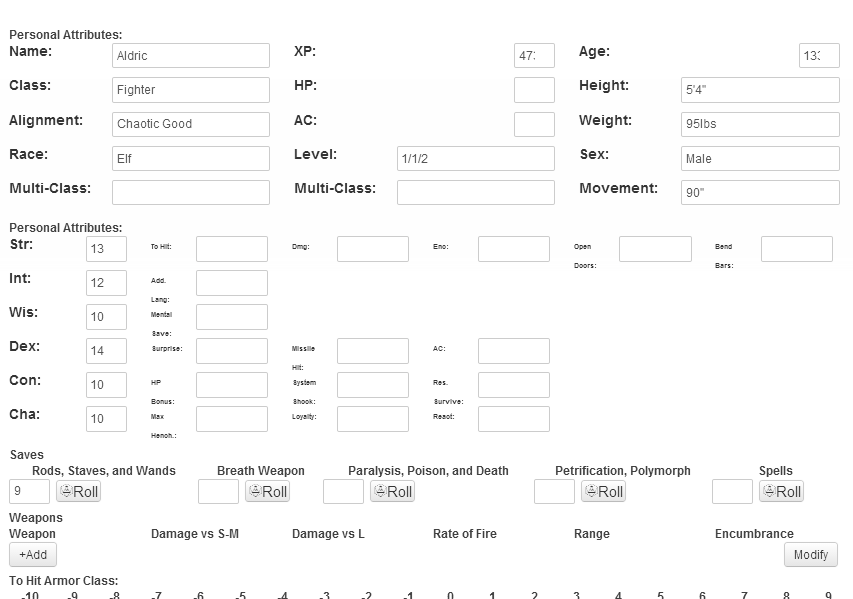 Personal Attributes:
Name: Aldric XP: 47 Age: 13
Class: Fighter HP: Height: 5'4"
Alignment: Chaotic Good AC: Weight: 95lbs
Race: Elf Level: 1/1/2 Sex: Male
Multi-Class: Multi-Class: Movement: 90"
Personal Attributes:
Str: 13 To Hit: Dmg: Enc: Open Doors: Bend Bars:
Int: 12 Add. Lang:
Wis: 10 Mental Save:
Dex: 14 Surprise: Missile Hit: AC:
Con: 10 HP Bonus: System Shock: Res. Survive:
Cha: 10 Max Hench.: Loyalty: React:
Saves
Rods, Staves, and Wands Breath Weapon Paralysis, Poison, and Death Petrification, Polymorph Spells
9 Roll Roll Roll Roll Roll
Weapons
Weapon Damage vs S-M Damage vs L Rate of Fire Range Encumbrance
+Add Modify
To Hit Armor Class:
-10 -9 -8 -7 -6 -5 -4 -3 -2 -1 0 1 2 3 4 5 6 7 8 9